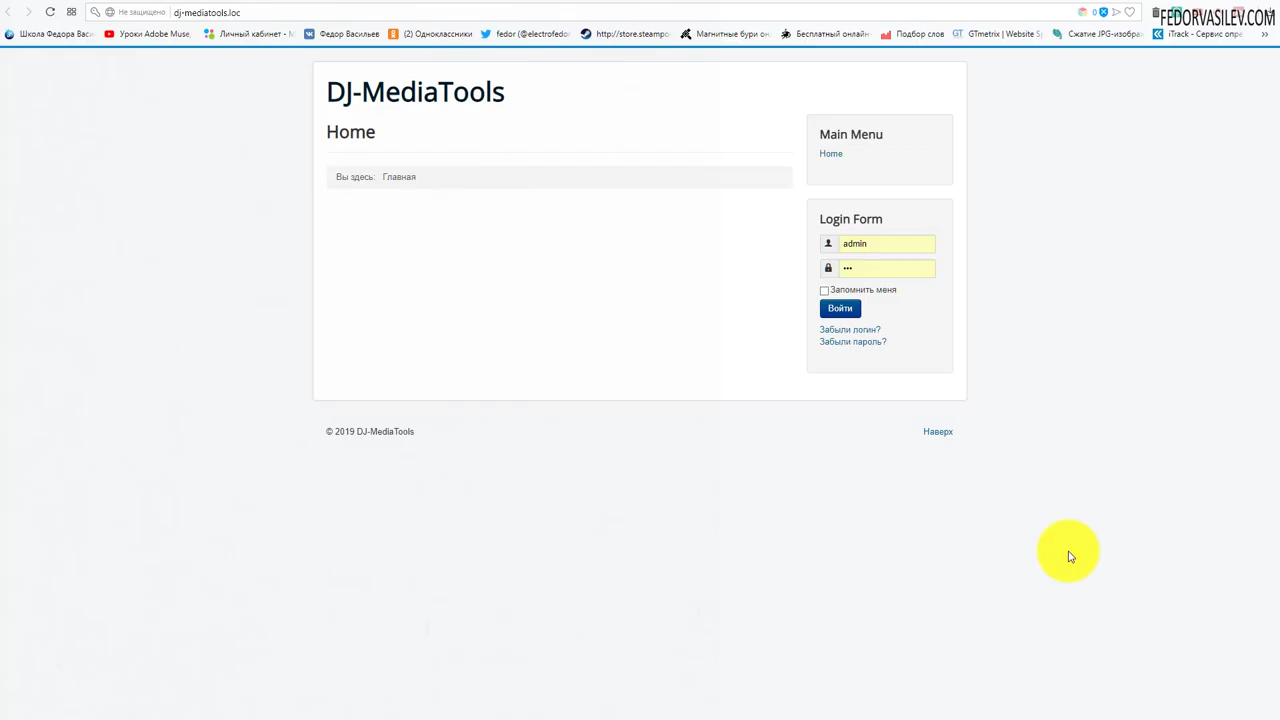 Не защищено dj-mediatools.loc 0
FEDORVASILEV.COM
Школа Федора Васи Уроки Adobe Muse, Личный кабинет - М Федор Васильев (2) Одноклассники fedor (@electrofedor http://store.steampo Магнитные бури он Бесплатный онлайн Подбор слов GTmetrix | Website S Сжатие JPG-изобра iTrack - Сервис опре »
DJ-MediaTools
Home
Вы здесь: Главная
Main Menu
Home
Login Form
admin
•••
Запомнить меня
Войти
Забыли логин?
Забыли пароль?
© 2019 DJ-MediaTools
Наверх